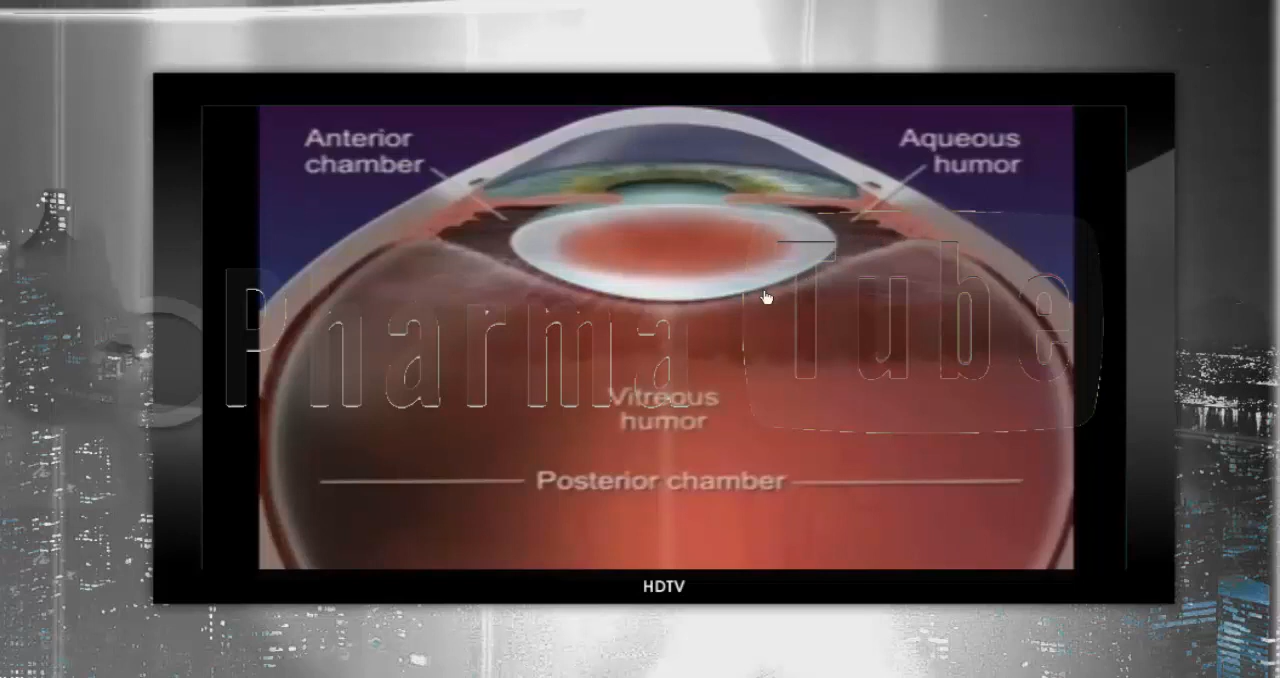 Anterior
chamber
Aqueous
humor
Pharma Tube
Vitreous
humor
Posterior chamber
HDTV